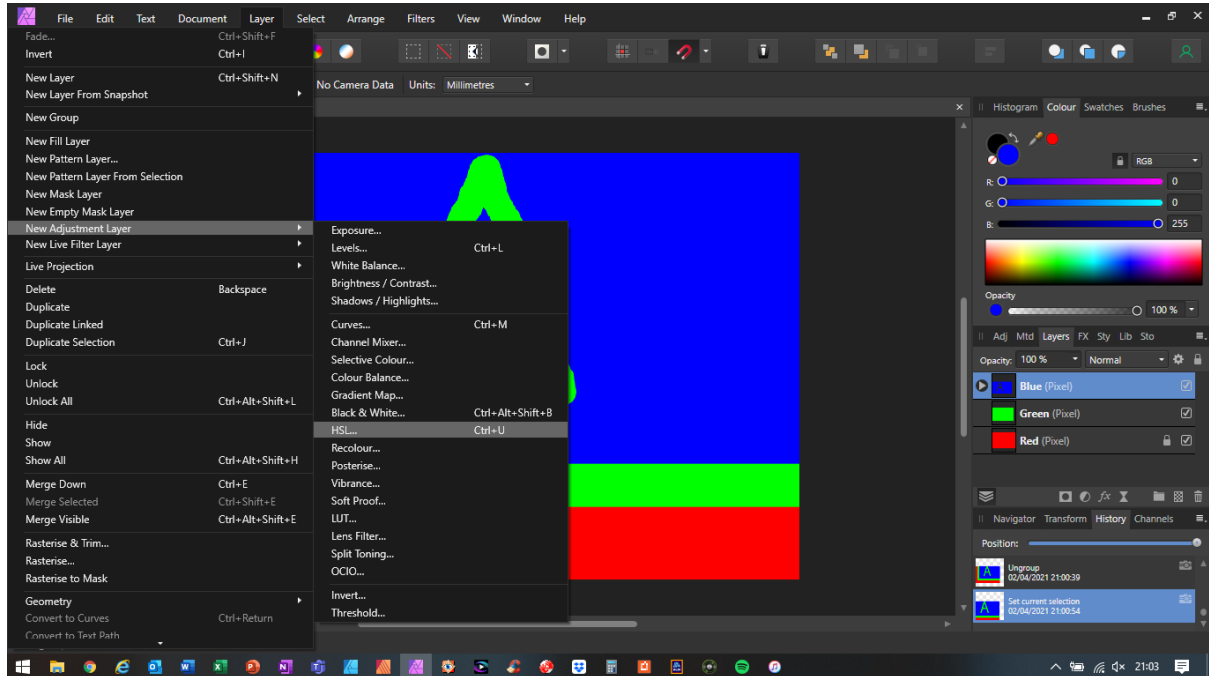 File Edit Text Document Layer Select Arrange Filters View Window Help
Fade... Ctrl+Shift+F
Invert Ctrl+I
New Layer Ctrl+Shift+N
New Layer From Snapshot
New Group
New Fill Layer
New Pattern Layer...
New Pattern Layer From Selection
New Mask Layer
New Empty Mask Layer
New Adjustment Layer
New Live Filter Layer
Live Projection
Delete Backspace
Duplicate
Duplicate Linked
Duplicate Selection Ctrl+J
Lock
Unlock
Unlock All Ctrl+Alt+Shift+L
Hide
Show
Show All Ctrl+Alt+Shift+H
Merge Down Ctrl+E
Merge Selected Ctrl+Shift+E
Merge Visible Ctrl+Alt+Shift+E
Rasterise & Trim...
Rasterise...
Rasterise to Mask
Geometry
Convert to Curves Ctrl+Return
Convert to Text Path
No Camera Data Units: Millimetres
Exposure...
Levels... Ctrl+L
White Balance...
Brightness / Contrast...
Shadows / Highlights...
Curves... Ctrl+M
Channel Mixer...
Selective Colour...
Colour Balance...
Gradient Map...
Black & White... Ctrl+Alt+Shift+B
HSL... Ctrl+U
Recolour...
Posterise...
Vibrance...
Soft Proof...
LUT...
Lens Filter...
Split Toning...
OCIO...
Invert...
Threshold...
Histogram Colour Swatches Brushes
RGB
R: 0
G: 0
B: 255
Opacity
100 %
Adj Mtd Layers FX Sty Lib Sto
Opacity: 100 % Normal
Blue (Pixel)
Green (Pixel)
Red (Pixel)
Navigator Transform History Channels
Position:
Ungroup
02/04/2021 21:00:39
Set current selection
02/04/2021 21:00:54
21:03